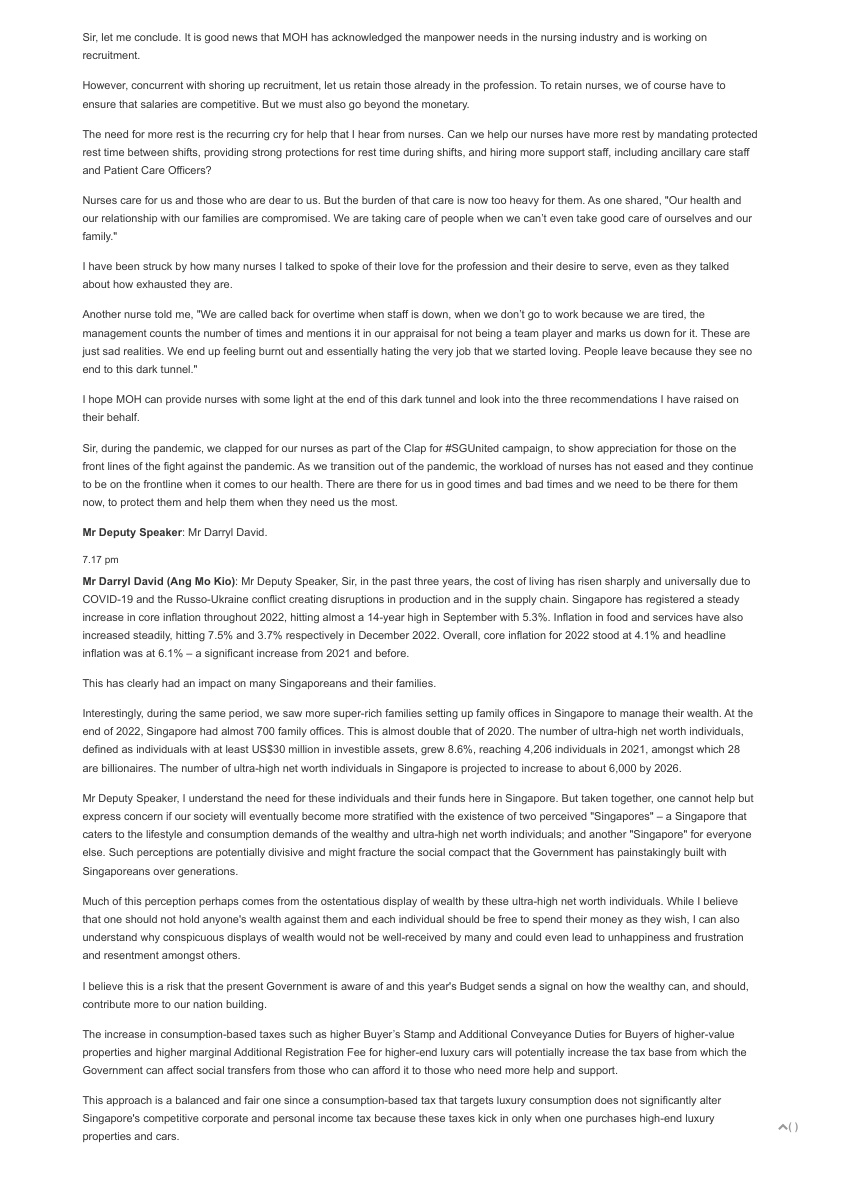 Sir, let me conclude. It is good news that MOH has acknowledged the manpower needs in the nursing industry and is working on
recruitment.
However, concurrent with shoring up recruitment, let us retain those already in the profession. To retain nurses, we of course have to
ensure that salaries are competitive. But we must also go beyond the monetary.
The need for more rest is the recurring cry for help that I hear from nurses. Can we help our nurses have more rest by mandating protected
rest time between shifts, providing strong protections for rest time during shifts, and hiring more support staff, including ancillary care staff
and Patient Care Officers?
Nurses care for us and those who are dear to us. But the burden of that care is now too heavy for them. As one shared, "Our health and
our relationship with our families are compromised. We are taking care of people when we can't even take good care of ourselves and our
family."
I have been struck by how many nurses I talked to spoke of their love for the profession and their desire to serve, even as they talked
about how exhausted they are.
Another nurse told me, "We are called back for overtime when staff is down, when we don't go to work because we are tired, the
management counts the number of times and mentions it in our appraisal for not being a team player and marks us down for it. These are
just sad realities. We end up feeling burnt out and essentially hating the very job that we started loving. People leave because they see no
end to this dark tunnel."
I hope MOH can provide nurses with some light at the end of this dark tunnel and look into the three recommendations I have raised on
their behalf.
Sir, during the pandemic, we clapped for our nurses as part of the Clap for #SGUnited campaign, to show appreciation for those on the
front lines of the fight against the pandemic. As we transition out of the pandemic, the workload of nurses has not eased and they continue
to be on the frontline when it comes to our health. There are there for us in good times and bad times and we need to be there for them
now, to protect them and help them when they need us the most.
Mr Deputy Speaker: Mr Darryl David.
7.17 pm
Mr Darryl David (Ang Mo Kio): Mr Deputy Speaker, Sir, in the past three years, the cost of living has risen sharply and universally due to
COVID-19 and the Russo-Ukraine conflict creating disruptions in production and in the supply chain. Singapore has registered a steady
increase in core inflation throughout 2022, hitting almost a 14-year high in September with 5.3%. Inflation in food and services have also
increased steadily, hitting 7.5% and 3.7% respectively in December 2022. Overall, core inflation for 2022 stood at 4.1% and headline
inflation was at 6.1% – a significant increase from 2021 and before.
This has clearly had an impact on many Singaporeans and their families.
Interestingly, during the same period, we saw more super-rich families setting up family offices in Singapore to manage their wealth. At the
end of 2022, Singapore had almost 700 family offices. This is almost double that of 2020. The number of ultra-high net worth individuals,
defined as individuals with at least US$30 million in investible assets, grew 8.6%, reaching 4,206 individuals in 2021, amongst which 28
are billionaires. The number of ultra-high net worth individuals in Singapore is projected to increase to about 6,000 by 2026.
Mr Deputy Speaker, I understand the need for these individuals and their funds here in Singapore. But taken together, one cannot help but
express concern if our society will eventually become more stratified with the existence of two perceived "Singapores" – a Singapore that
caters to the lifestyle and consumption demands of the wealthy and ultra-high net worth individuals; and another "Singapore" for everyone
else. Such perceptions are potentially divisive and might fracture the social compact that the Government has painstakingly built with
Singaporeans over generations.
Much of this perception perhaps comes from the ostentatious display of wealth by these ultra-high net worth individuals. While I believe
that one should not hold anyone's wealth against them and each individual should be free to spend their money as they wish, I can also
understand why conspicuous displays of wealth would not be well-received by many and could even lead to unhappiness and frustration
and resentment amongst others.
I believe this is a risk that the present Government is aware of and this year's Budget sends a signal on how the wealthy can, and should,
contribute more to our nation building.
The increase in consumption-based taxes such as higher Buyer's Stamp and Additional Conveyance Duties for Buyers of higher-value
properties and higher marginal Additional Registration Fee for higher-end luxury cars will potentially increase the tax base from which the
Government can affect social transfers from those who can afford it to those who need more help and support.
This approach is a balanced and fair one since a consumption-based tax that targets luxury consumption does not significantly alter
Singapore's competitive corporate and personal income tax because these taxes kick in only when one purchases high-end luxury
properties and cars.
( )